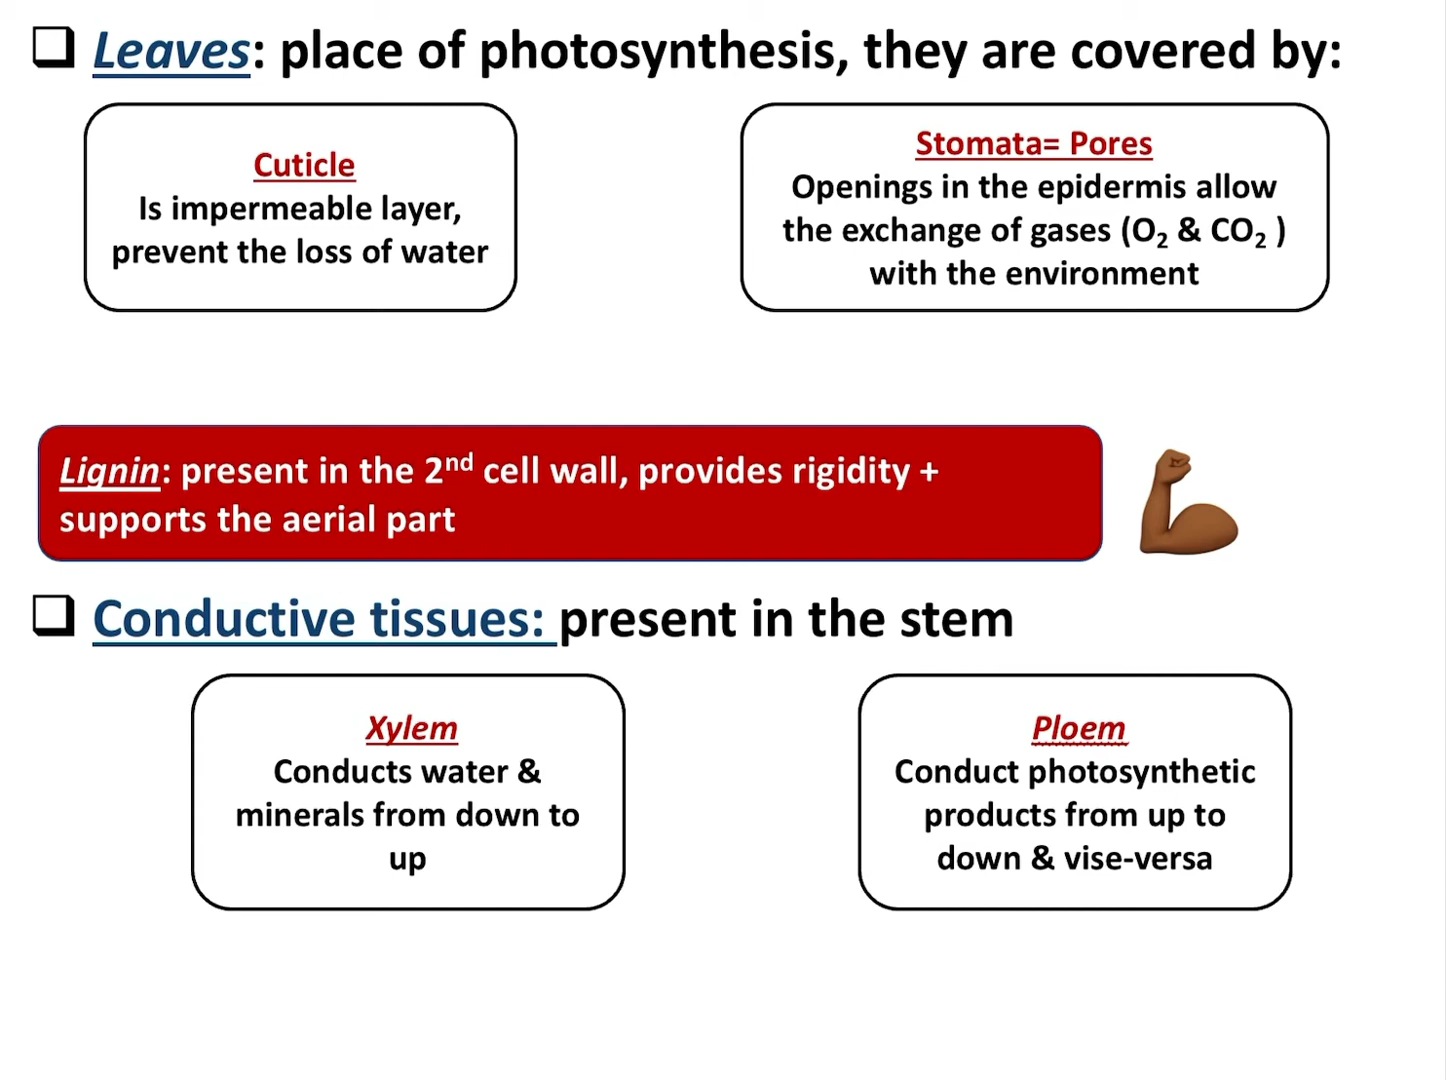 ❑ Leaves: place of photosynthesis, they are covered by:
Cuticle
Is impermeable layer,
prevent the loss of water
Stomata= Pores
Openings in the epidermis allow
the exchange of gases (O₂ & CO₂ )
with the environment
Lignin: present in the 2nd cell wall, provides rigidity +
supports the aerial part
❑ Conductive tissues: present in the stem
Xylem
Conducts water &
minerals from down to
up
Ploem
Conduct photosynthetic
products from up to
down & vise-versa